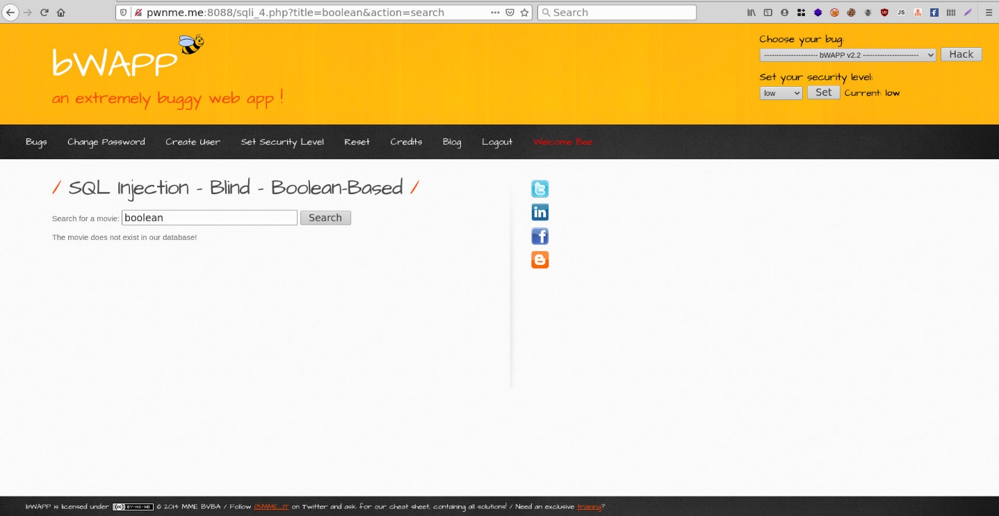 pwnme.me:8088/sqli_4.php?title=boolean&action=search
Search
JS
bWAPP
an extremely buggy web app !
Choose your bug:
---------------------- bWAPP v2.2 ----------------------
Hack
Set your security level:
low
Set
Current: low
Bugs
Change Password
Create User
Set Security Level
Reset
Credits
Blog
Logout
Welcome Bee
/ SQL Injection - Blind - Boolean-Based /
Search for a movie:
boolean
Search
The movie does not exist in our database!
bWAPP is licensed under (cc) BY-NC-ND © 2014 MME BVBA / Follow @MME_IT on Twitter and ask for our cheat sheet, containing all solutions! / Need an exclusive training?